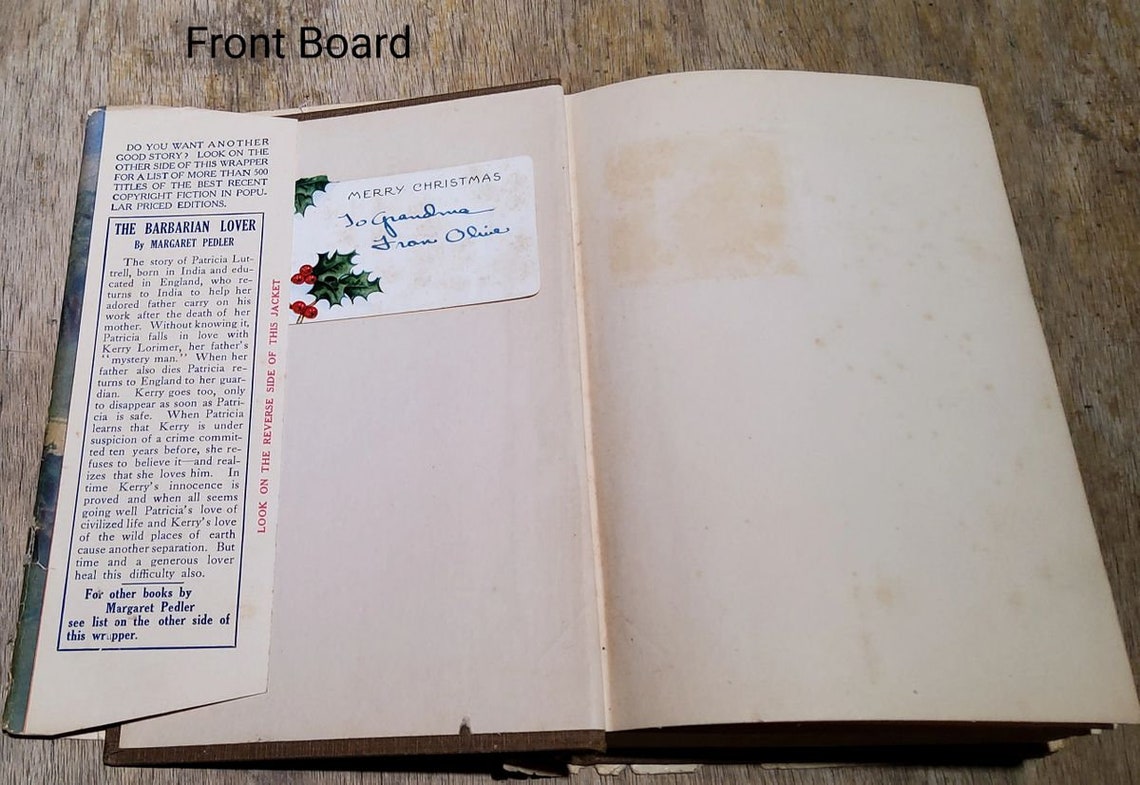 Front Board
DO YOU WANT ANOTHER
GOOD STORY? LOOK ON THE
OTHER SIDE OF THIS WRAPPER
FOR A LIST OF MORE THAN 500
TITLES OF THE BEST RECENT
COPYRIGHT FICTION IN POPU-
LAR PRICED EDITIONS.
THE BARBARIAN LOVER
By MARGARET PEDLER
The story of Patricia Lut-
trell, born in India and edu-
cated in England, who re-
turns to India to help her
adored father carry on his
work after the death of her
mother. Without knowing it,
Patricia falls in love with
Kerry Lorimer, her father's
"mystery man." When her
father also dies Patricia re-
turns to England to her guar-
dian. Kerry goes too, only
to disappear as soon as Patri-
cia is safe. When Patricia
learns that Kerry is under
suspicion of a crime commit-
ted ten years before, she re-
fuses to believe it—and real-
izes that she loves him. In
time Kerry's innocence is
proved and when all seems
going well Patricia's love of
civilized life and Kerry's love
of the wild places of earth
cause another separation. But
time and a generous lover
heal this difficulty also.
For other books by
Margaret Pedler
see list on the other side of
this wrapper.
LOOK ON THE REVERSE SIDE OF THIS JACKET
MERRY CHRISTMAS
To Grandma
From Olive